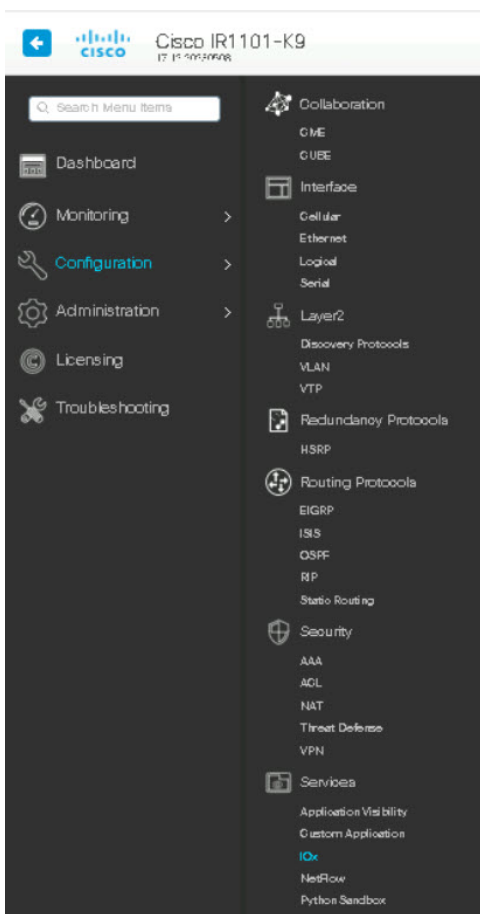 CISCO
Cisco IR1101-K9
Search Menu Items
Dashboard
Monitoring
Configuration
Administration
Licensing
Troubleshooting
Collaboration
CME
CUBE
Interface
Cellular
Ethernet
Logical
Serial
Layer2
Discovery Protocols
VLAN
VTP
Redundancy Protocols
HSRP
Routing Protocols
EIGRP
ISIS
OSPF
RIP
Static Routing
Security
AAA
ACL
NAT
Threat Defense
VPN
Services
Application Visibility
Custom Application
IOx
NetFlow
Python Sandbox